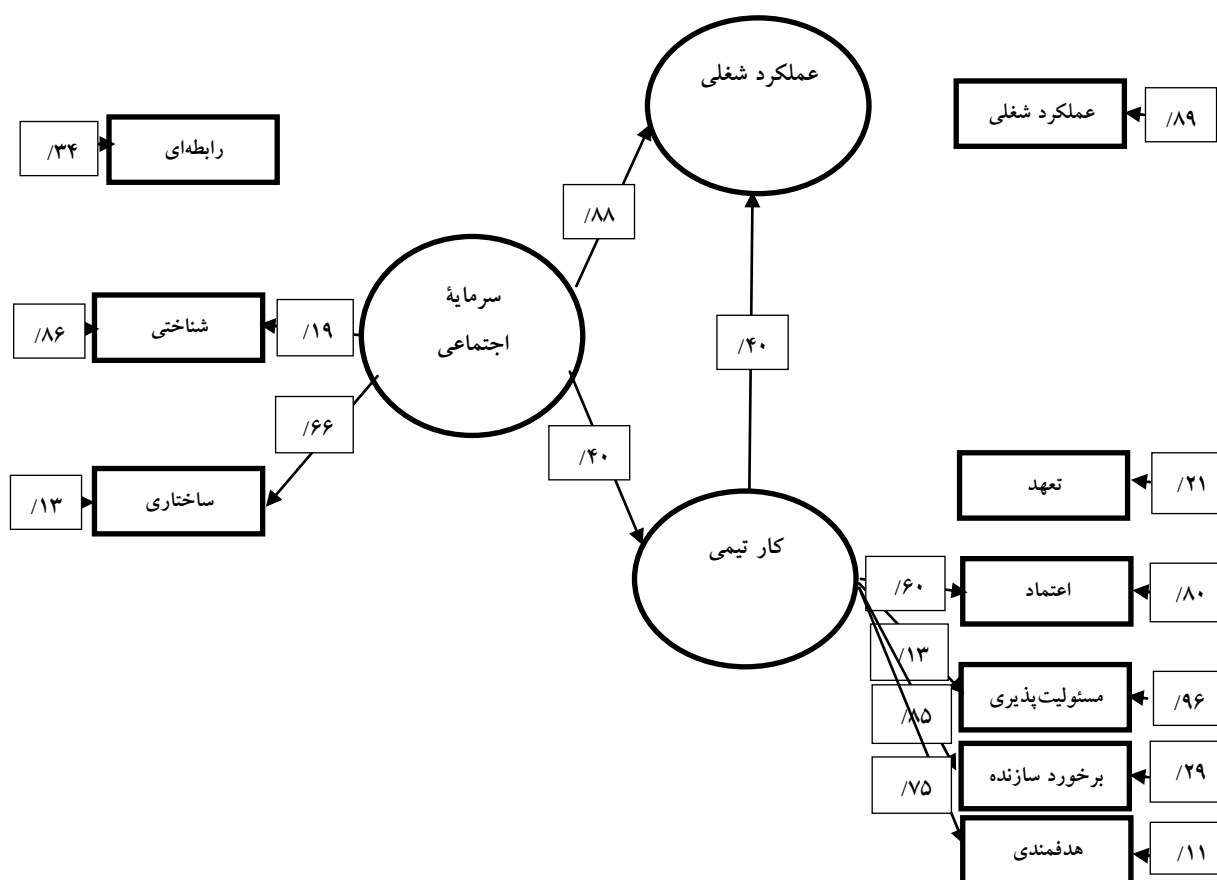 عملکرد شغلی
عملکرد شغلی
/۸۹
رابطه‌ای
/۳۴
/۸۸
سرمایهٔ
اجتماعی
/۱۹
شناختی
/۸۶
/۴۰
/۶۶
/۴۰
ساختاری
/۱۳
تعهد
/۲۱
کار تیمی
/۶۰
اعتماد
/۸۰
/۱۳
مسئولیت‌پذیری
/۹۶
/۸۵
برخورد سازنده
/۲۹
/۷۵
هدفمندی
/۱۱